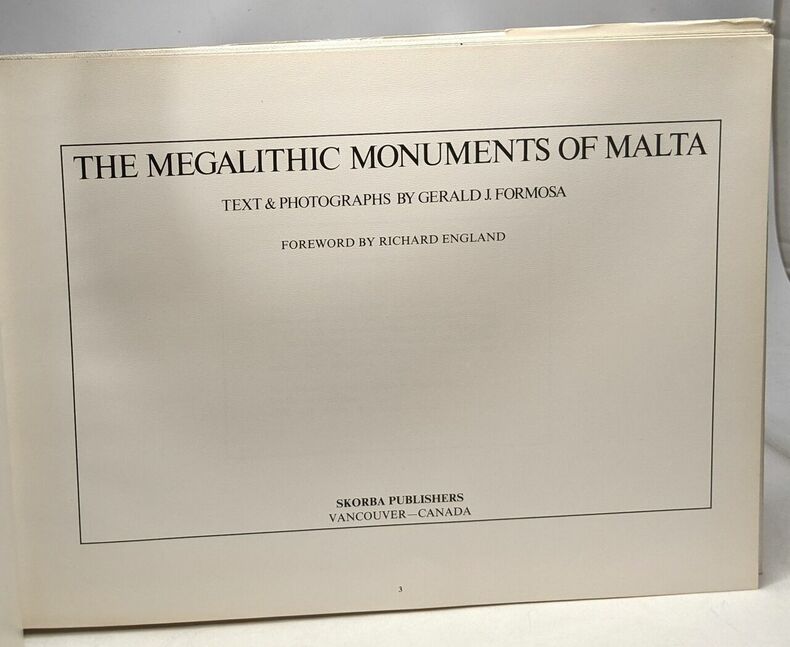 THE MEGALITHIC MONUMENTS OF MALTA
TEXT & PHOTOGRAPHS BY GERALD J. FORMOSA
FOREWORD BY RICHARD ENGLAND
SKORBA PUBLISHERS
VANCOUVER—CANADA
3